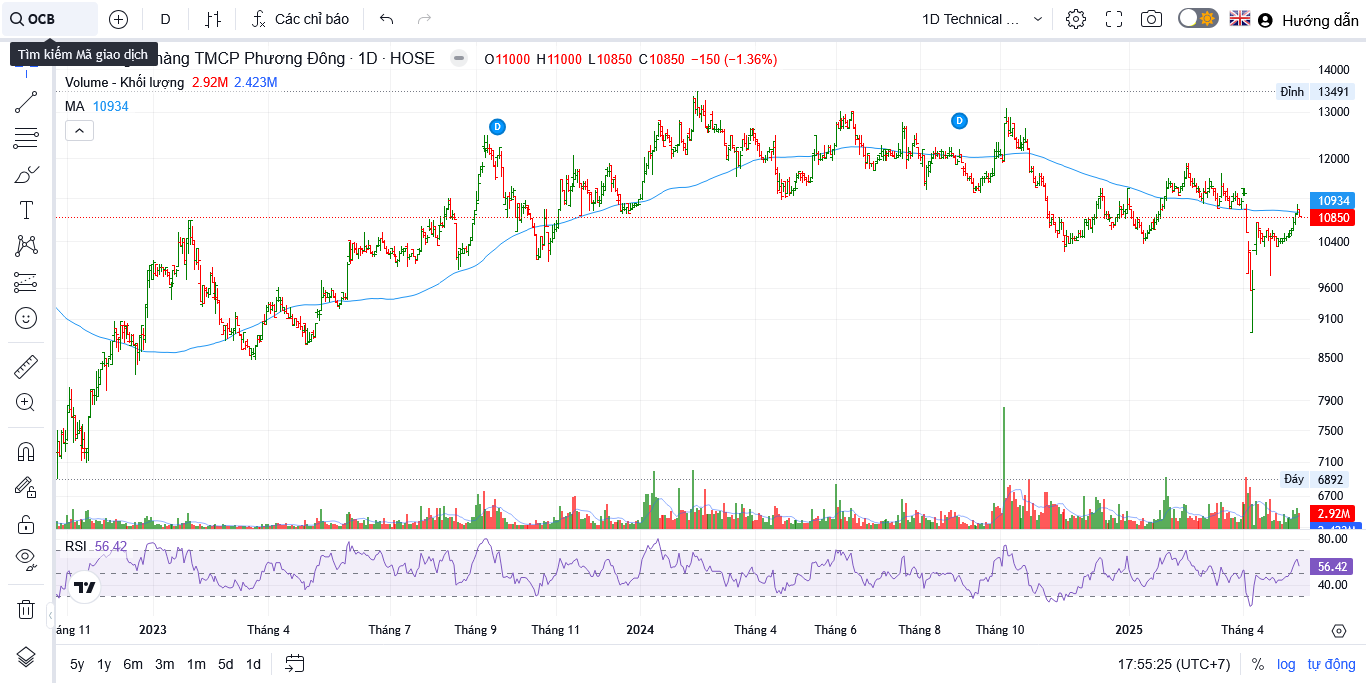 OCB
D
Các chỉ báo
1D Technical ...
Hướng dẫn
Tìm kiếm Mã giao dịch
hàng TMCP Phương Đông · 1D · HOSE
O11000 H11000 L10850 C10850 −150 (−1.36%)
Volume - Khối lượng 2.92M 2.423M
MA 10934
D
D
14000
Đỉnh 13491
13000
12000
10934
10850
10400
9600
9100
8500
7900
7500
7100
Đáy 6892
6700
2.92M
RSI 56.42
80.00
56.42
40.00
áng 11 2023 Tháng 4 Tháng 7 Tháng 9 Tháng 11 2024 Tháng 4 Tháng 6 Tháng 8 Tháng 10 2025 Tháng 4
5y 1y 6m 3m 1m 5d 1d
17:55:25 (UTC+7) % log tự động